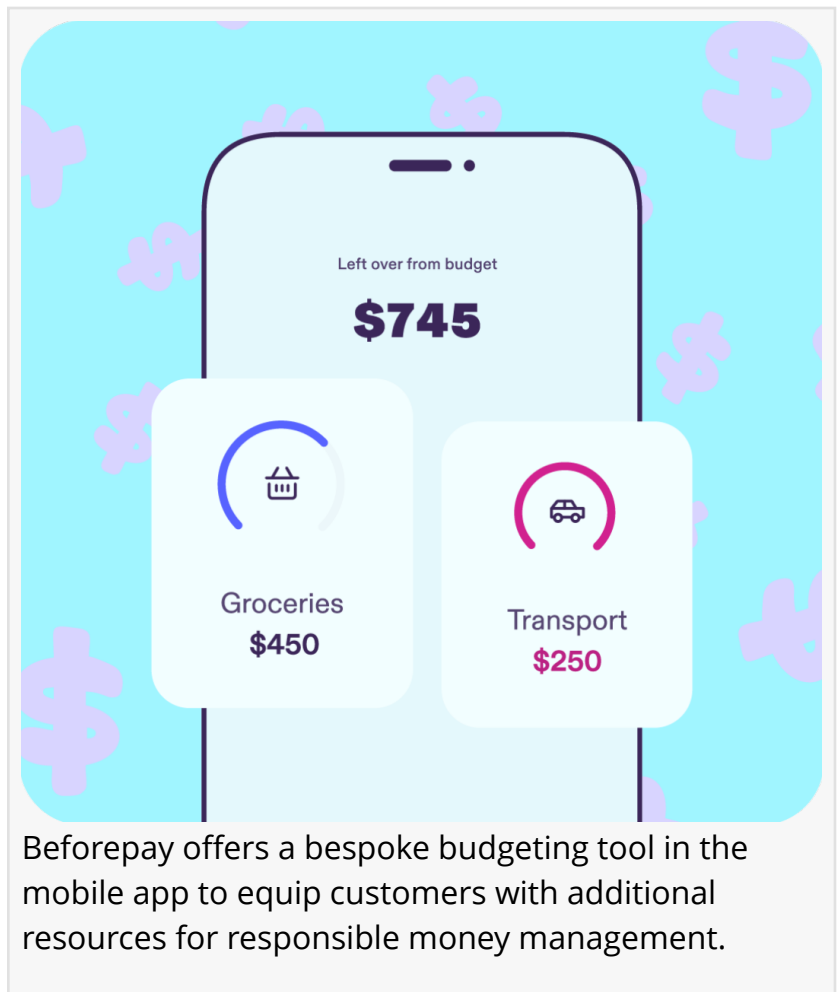 Left over from budget
$745
Groceries
$450
Transport
$250
Beforepay offers a bespoke budgeting tool in the
mobile app to equip customers with additional
resources for responsible money management.